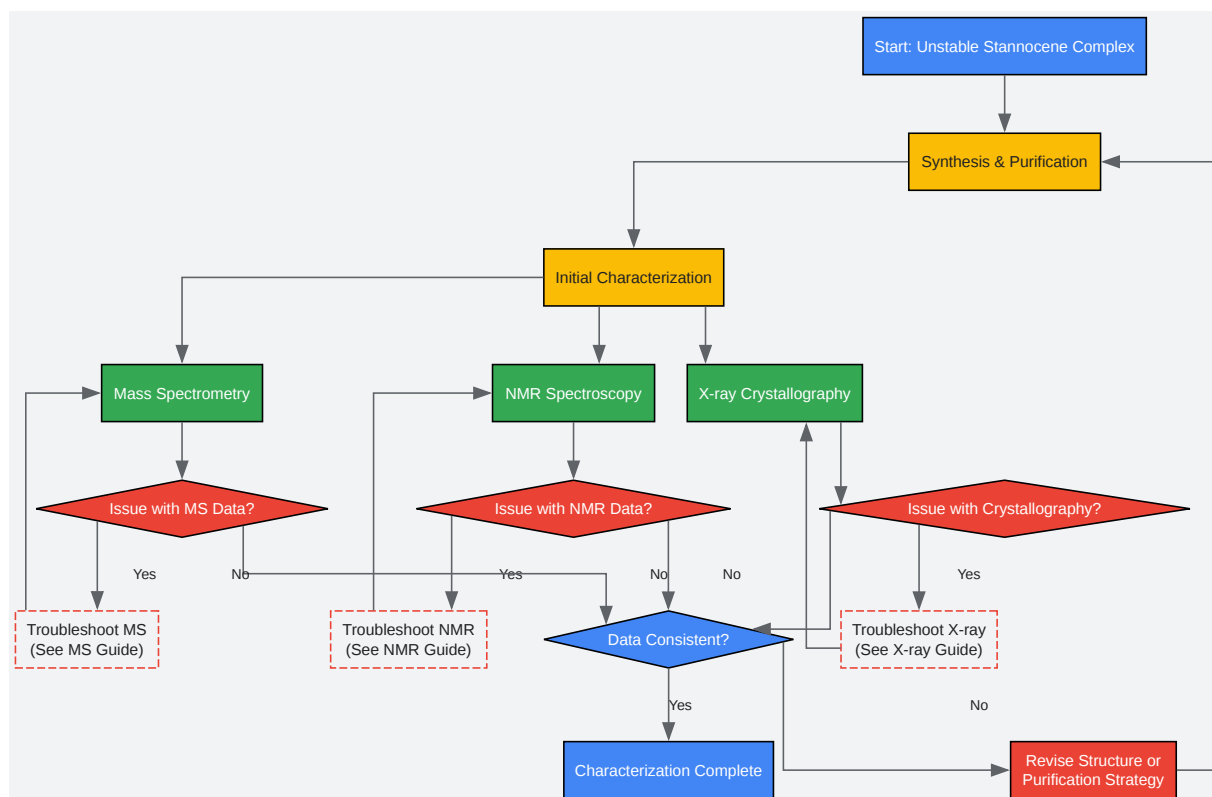 Start: Unstable Stannocene Complex
Synthesis & Purification
Initial Characterization
Mass Spectrometry
NMR Spectroscopy
X-ray Crystallography
Issue with MS Data?
Issue with NMR Data?
Issue with Crystallography?
Yes
No
Yes
No
No
Yes
Troubleshoot MS
(See MS Guide)
Troubleshoot NMR
(See NMR Guide)
Data Consistent?
Troubleshoot X-ray
(See X-ray Guide)
Yes
No
Characterization Complete
Revise Structure or
Purification Strategy